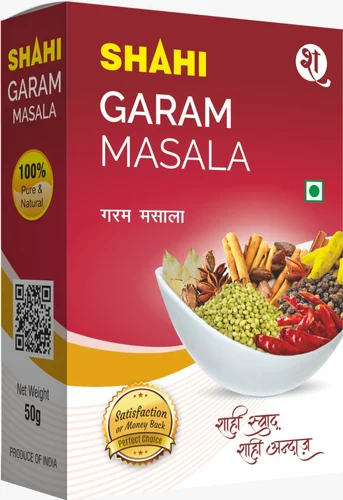 SHAHI
GARAM
MASALA
100%
Pure &
Natural
Net Weight
50g
PRODUCE OF INDIA
SHAHI
श
GARAM
MASALA
गरम मसाला
Satisfaction
or Money Back
Perfect Choice
शाही स्वाद,
शाही अन्दाज़